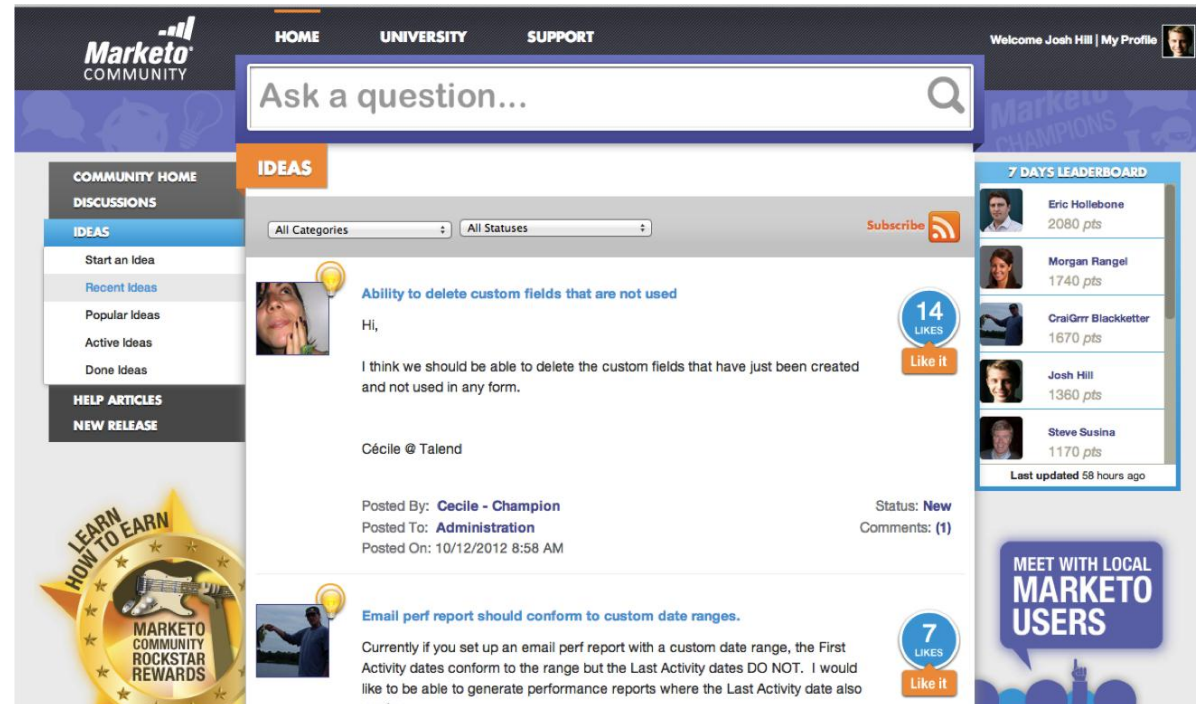 Marketo
COMMUNITY
HOME
UNIVERSITY
SUPPORT
Welcome Josh Hill | My Profile
Ask a question...
Marketo
CHAMPIONS
COMMUNITY HOME
DISCUSSIONS
IDEAS
Start an Idea
Recent Ideas
Popular Ideas
Active Ideas
Done Ideas
HELP ARTICLES
NEW RELEASE
LEARN
HOW TO EARN
MARKETO
COMMUNITY
ROCKSTAR
REWARDS
IDEAS
All Categories
All Statuses
Subscribe
Ability to delete custom fields that are not used
Hi,
I think we should be able to delete the custom fields that have just been created
and not used in any form.
Cécile @ Talend
14
LIKES
Like it
Posted By: Cecile - Champion
Status: New
Posted To: Administration
Comments: (1)
Posted On: 10/12/2012 8:58 AM
Email perf report should conform to custom date ranges.
Currently if you set up an email perf report with a custom date range, the First
Activity dates conform to the range but the Last Activity dates DO NOT. I would
like to be able to generate performance reports where the Last Activity date also
7
LIKES
Like it
7 DAYS LEADERBOARD
Eric Hollebone
2080 pts
Morgan Rangel
1740 pts
CraiGrrr Blackketter
1670 pts
Josh Hill
1360 pts
Steve Susina
1170 pts
Last updated 58 hours ago
MEET WITH LOCAL
MARKETO
USERS